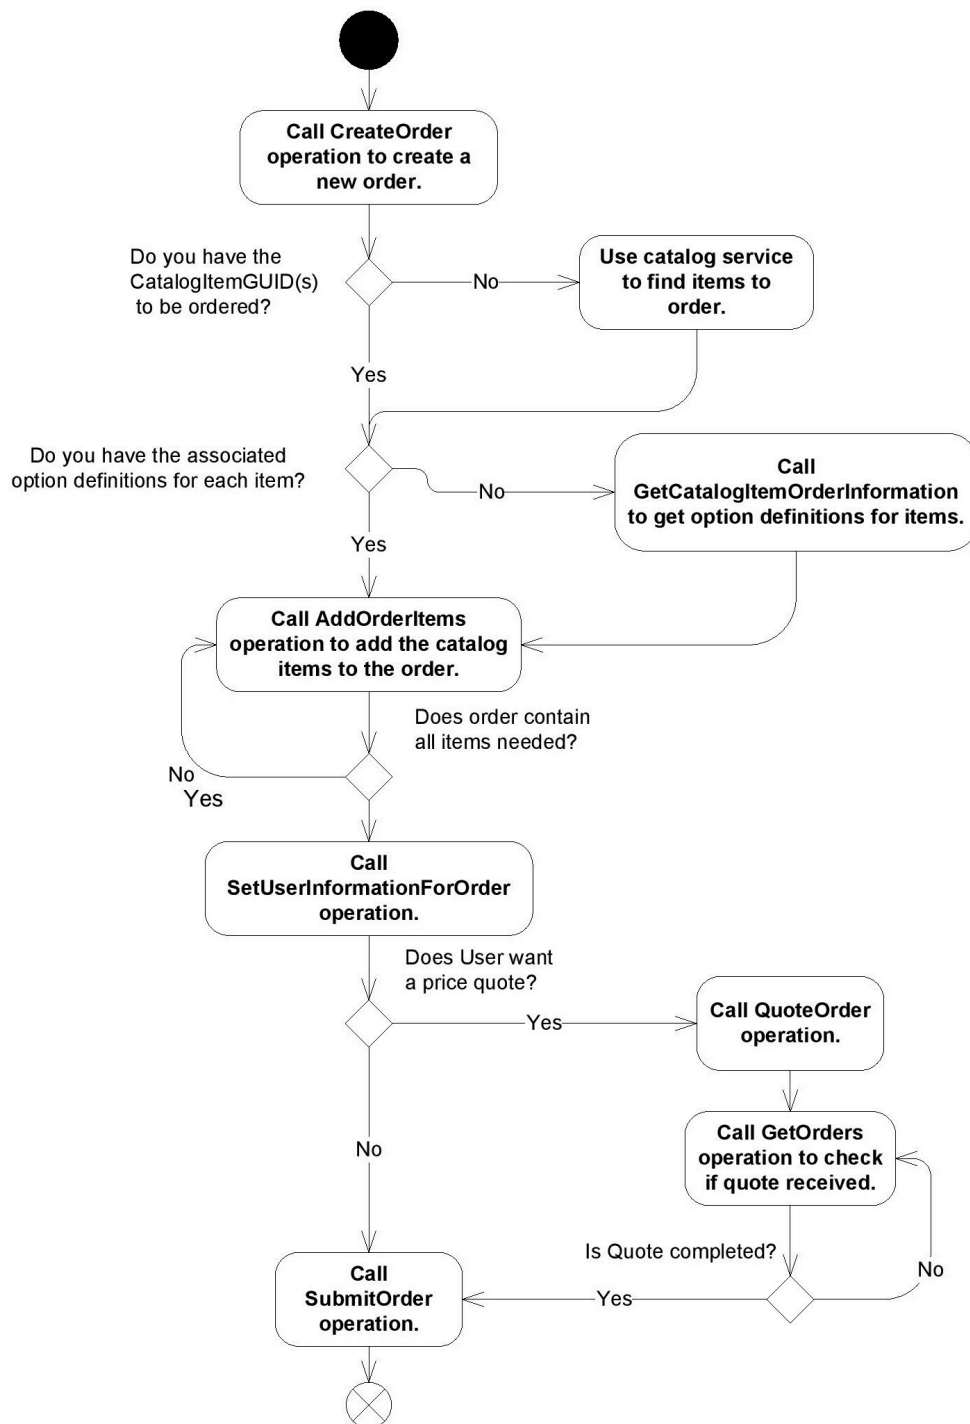 Call CreateOrder
operation to create a
new order.
Do you have the
CatalogItemGUID(s)
to be ordered?
No
Use catalog service
to find items to
order.
Yes
Do you have the associated
option definitions for each item?
No
Call
GetCatalogItemOrderInformation
to get option definitions for items.
Yes
Call AddOrderItems
operation to add the catalog
items to the order.
Does order contain
all items needed?
No
Yes
Call
SetUserInformationForOrder
operation.
Does User want
a price quote?
Yes
Call QuoteOrder
operation.
Call GetOrders
operation to check
if quote received.
No
Is Quote completed?
No
Yes
Call
SubmitOrder
operation.